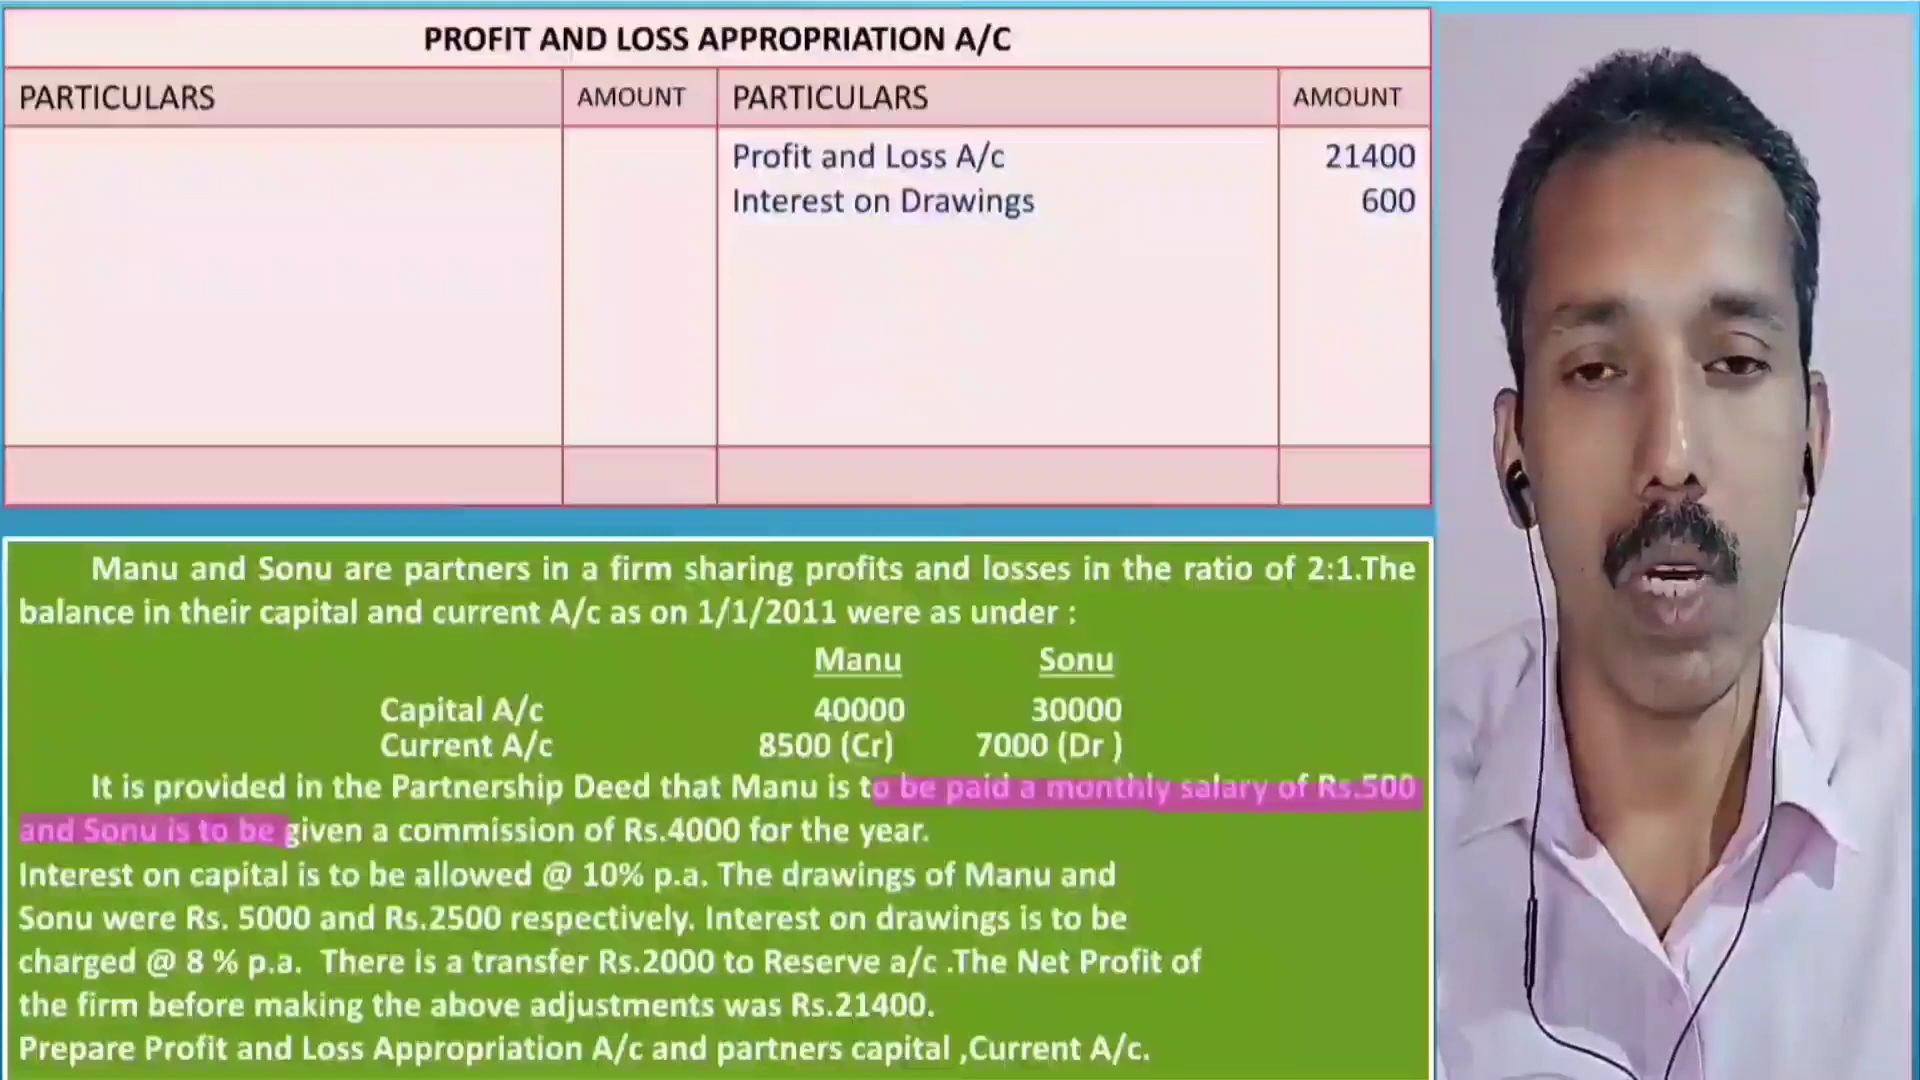 PROFIT AND LOSS APPROPRIATION A/C
PARTICULARS AMOUNT PARTICULARS AMOUNT
Profit and Loss A/c 21400
Interest on Drawings 600
Manu and Sonu are partners in a firm sharing profits and losses in the ratio of 2:1.The
balance in their capital and current A/c as on 1/1/2011 were as under :
Manu Sonu
Capital A/c 40000 30000
Current A/c 8500 (Cr) 7000 (Dr )
It is provided in the Partnership Deed that Manu is to be paid a monthly salary of Rs.500
and Sonu is to be given a commission of Rs.4000 for the year.
Interest on capital is to be allowed @ 10% p.a. The drawings of Manu and
Sonu were Rs. 5000 and Rs.2500 respectively. Interest on drawings is to be
charged @ 8 % p.a. There is a transfer Rs.2000 to Reserve a/c .The Net Profit of
the firm before making the above adjustments was Rs.21400.
Prepare Profit and Loss Appropriation A/c and partners capital ,Current A/c.